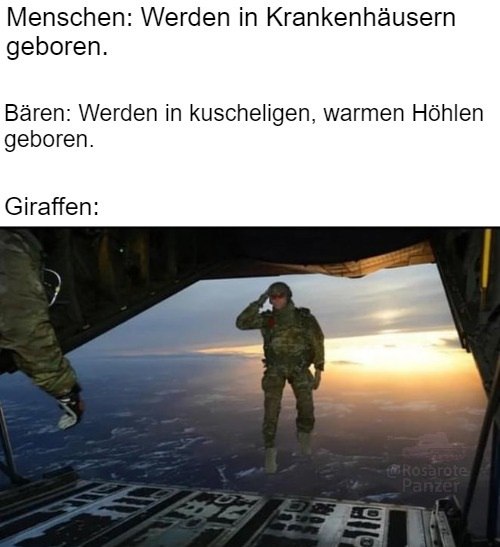 Menschen: Werden in Krankenhäusern
geboren.
Bären: Werden in kuscheligen, warmen Höhlen
geboren.
Giraffen:
@Rosarote
Panzer